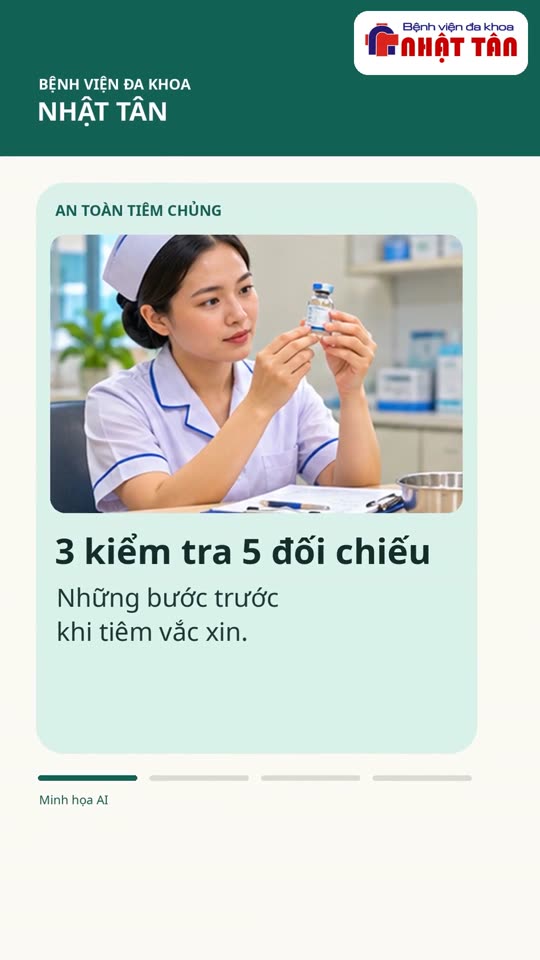 Bệnh viện đa khoa
NHẬT TÂN
BỆNH VIỆN ĐA KHOA
NHẬT TÂN
AN TOÀN TIÊM CHỦNG
3 kiểm tra 5 đối chiếu
Những bước trước
khi tiêm vắc xin.
Minh họa AI